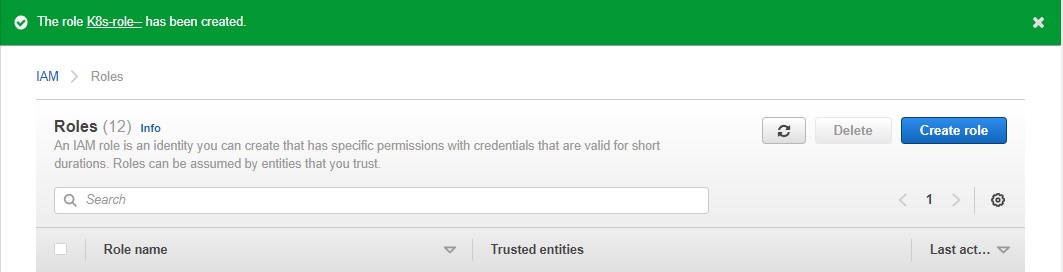 The role K8s-role-- has been created.
IAM > Roles
Roles (12) Info
Delete
Create role
An IAM role is an identity you can create that has specific permissions with credentials that are valid for short
durations. Roles can be assumed by entities that you trust.
Search
1
Role name
Trusted entities
Last act...